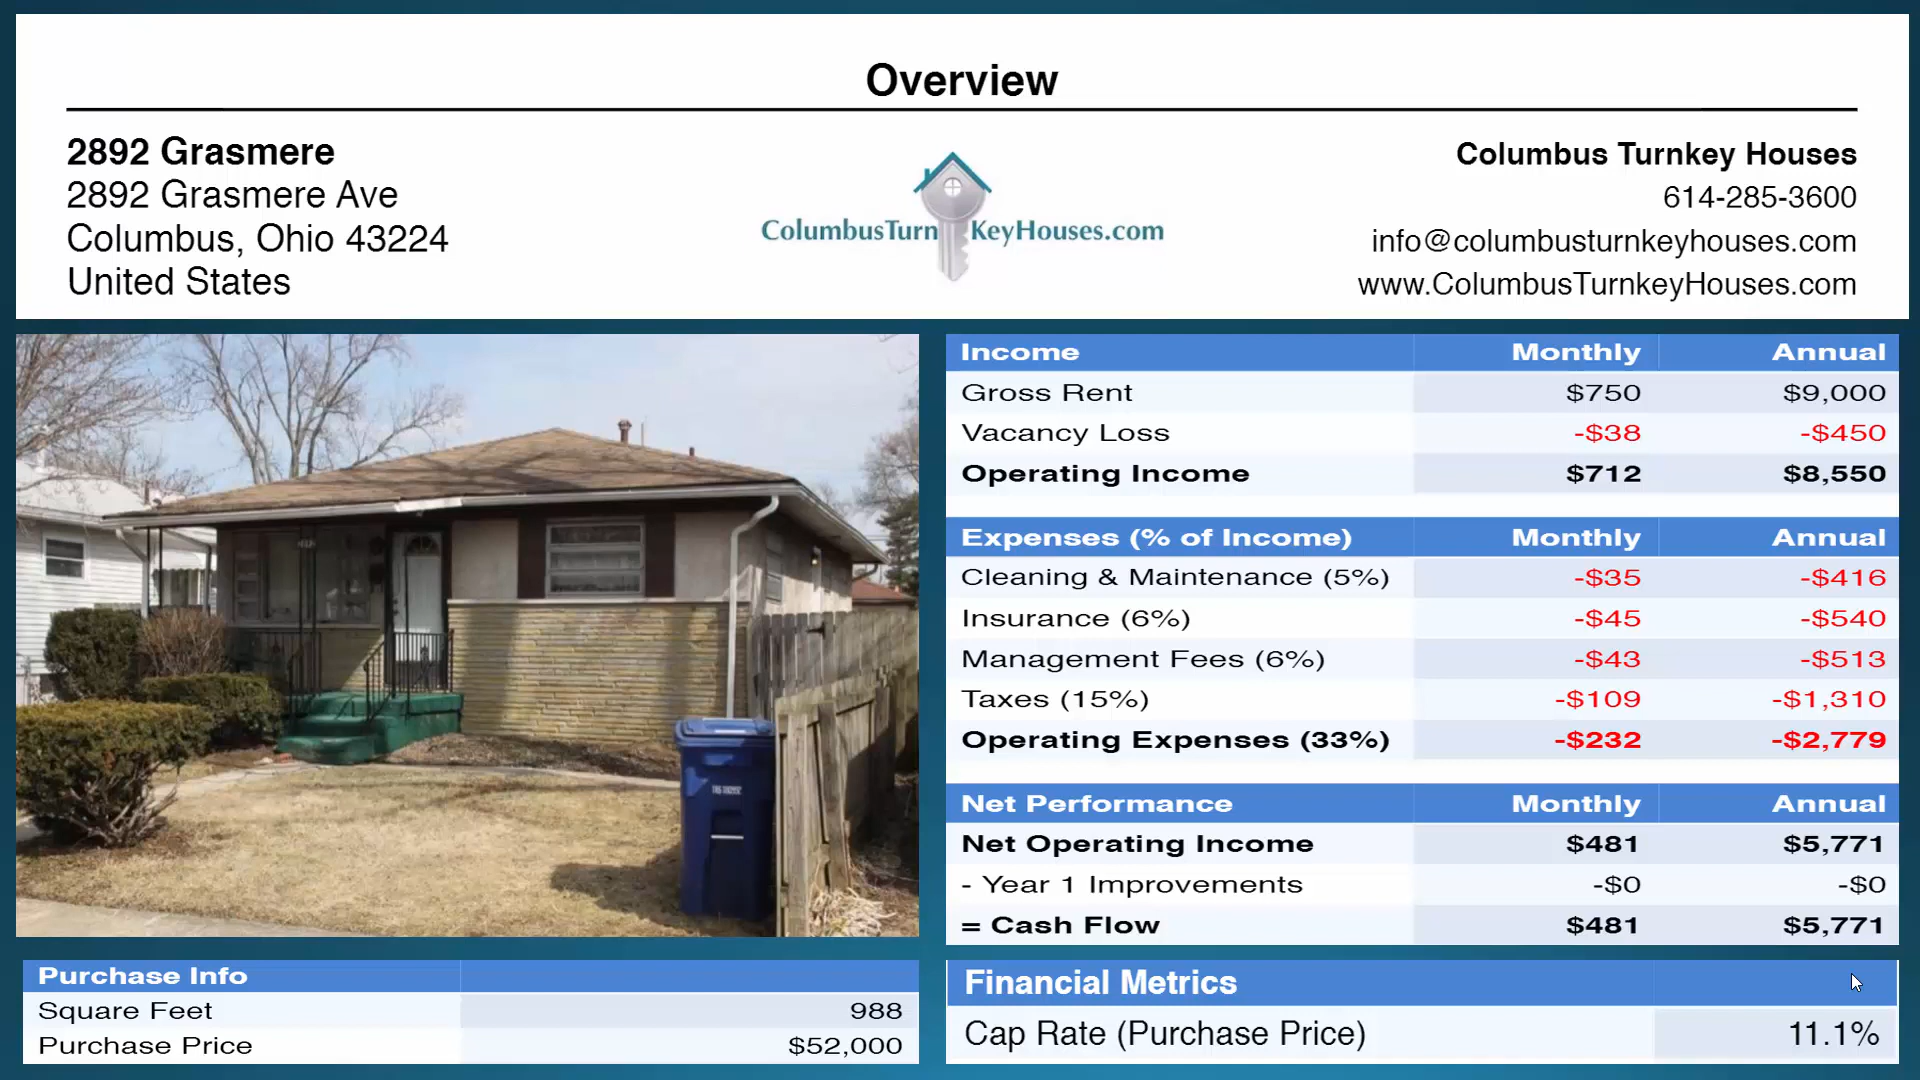 Overview
2892 Grasmere
2892 Grasmere Ave
Columbus, Ohio 43224
United States
ColumbusTurnKeyHouses.com
Columbus Turnkey Houses
614-285-3600
info@columbusturnkeyhouses.com
www.ColumbusTurnkeyHouses.com
Income Monthly Annual
Gross Rent $750 $9,000
Vacancy Loss -$38 -$450
Operating Income $712 $8,550
Expenses (% of Income) Monthly Annual
Cleaning & Maintenance (5%) -$35 -$416
Insurance (6%) -$45 -$540
Management Fees (6%) -$43 -$513
Taxes (15%) -$109 -$1,310
Operating Expenses (33%) -$232 -$2,779
Net Performance Monthly Annual
Net Operating Income $481 $5,771
- Year 1 Improvements -$0 -$0
= Cash Flow $481 $5,771
Purchase Info
Square Feet 988
Purchase Price $52,000
Financial Metrics
Cap Rate (Purchase Price) 11.1%